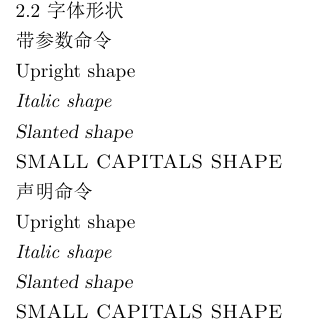 2.2 字体形状
带参数命令
Upright shape
Italic shape
Slanted shape
SMALL CAPITALS SHAPE
声明命令
Upright shape
Italic shape
Slanted shape
SMALL CAPITALS SHAPE